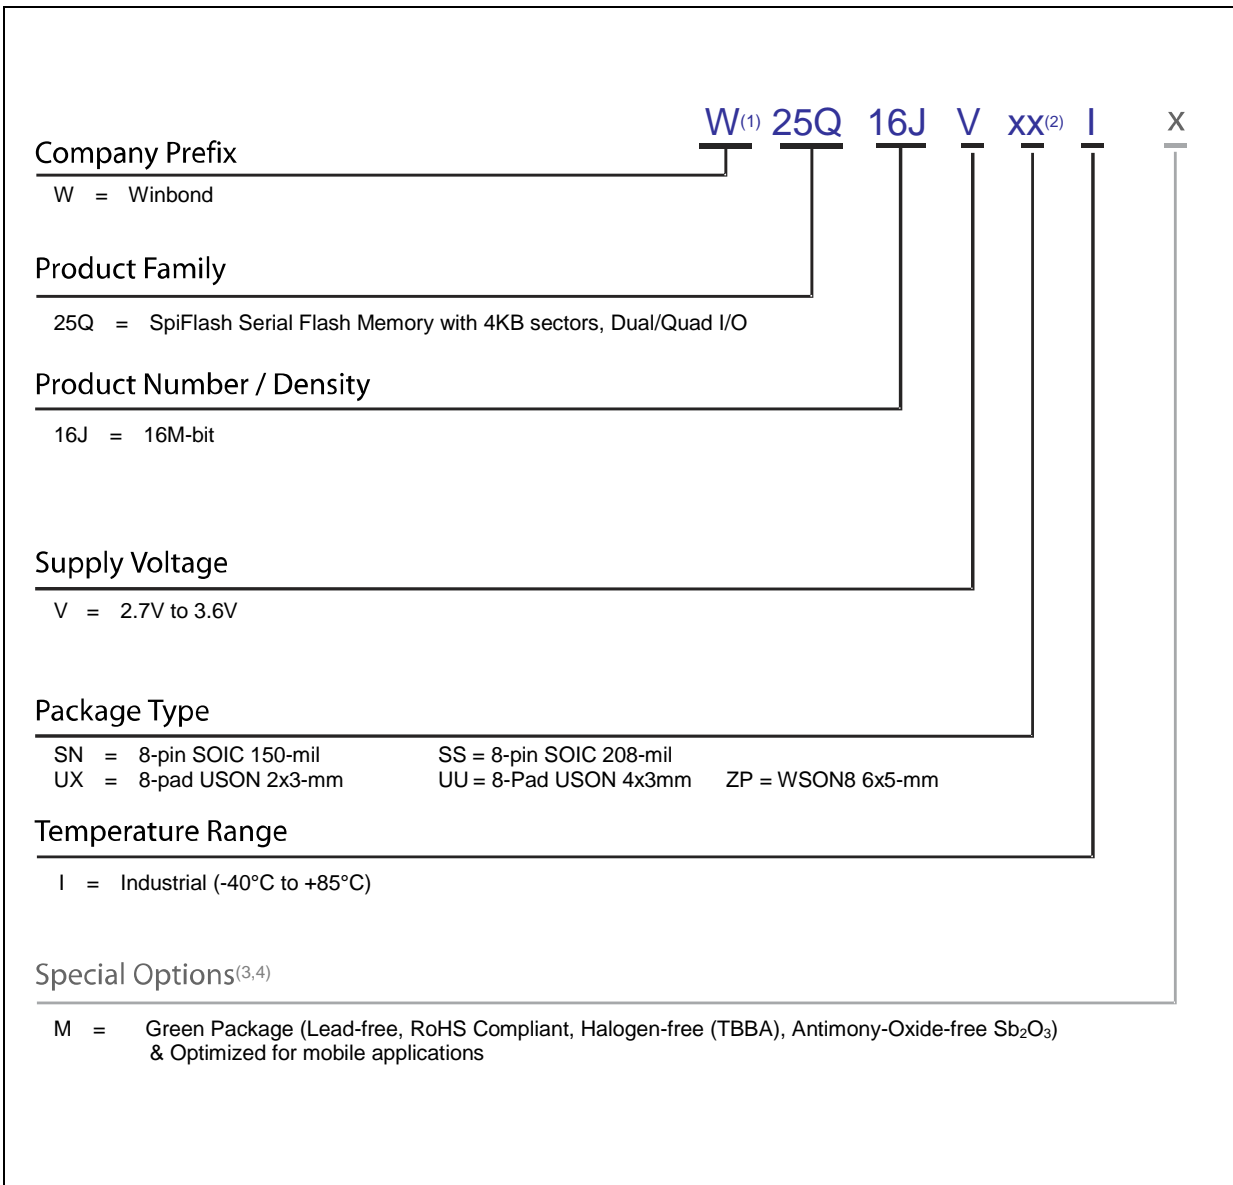 W(1) 25Q 16J V xx(2) I x
Company Prefix
W = Winbond
Product Family
25Q = SpiFlash Serial Flash Memory with 4KB sectors, Dual/Quad I/O
Product Number / Density
16J = 16M-bit
Supply Voltage
V = 2.7V to 3.6V
Package Type
SN = 8-pin SOIC 150-mil SS = 8-pin SOIC 208-mil
UX = 8-pad USON 2x3-mm UU = 8-Pad USON 4x3mm ZP = WSON8 6x5-mm
Temperature Range
I = Industrial (-40°C to +85°C)
Special Options(3,4)
M = Green Package (Lead-free, RoHS Compliant, Halogen-free (TBBA), Antimony-Oxide-free Sb₂O₃)
& Optimized for mobile applications